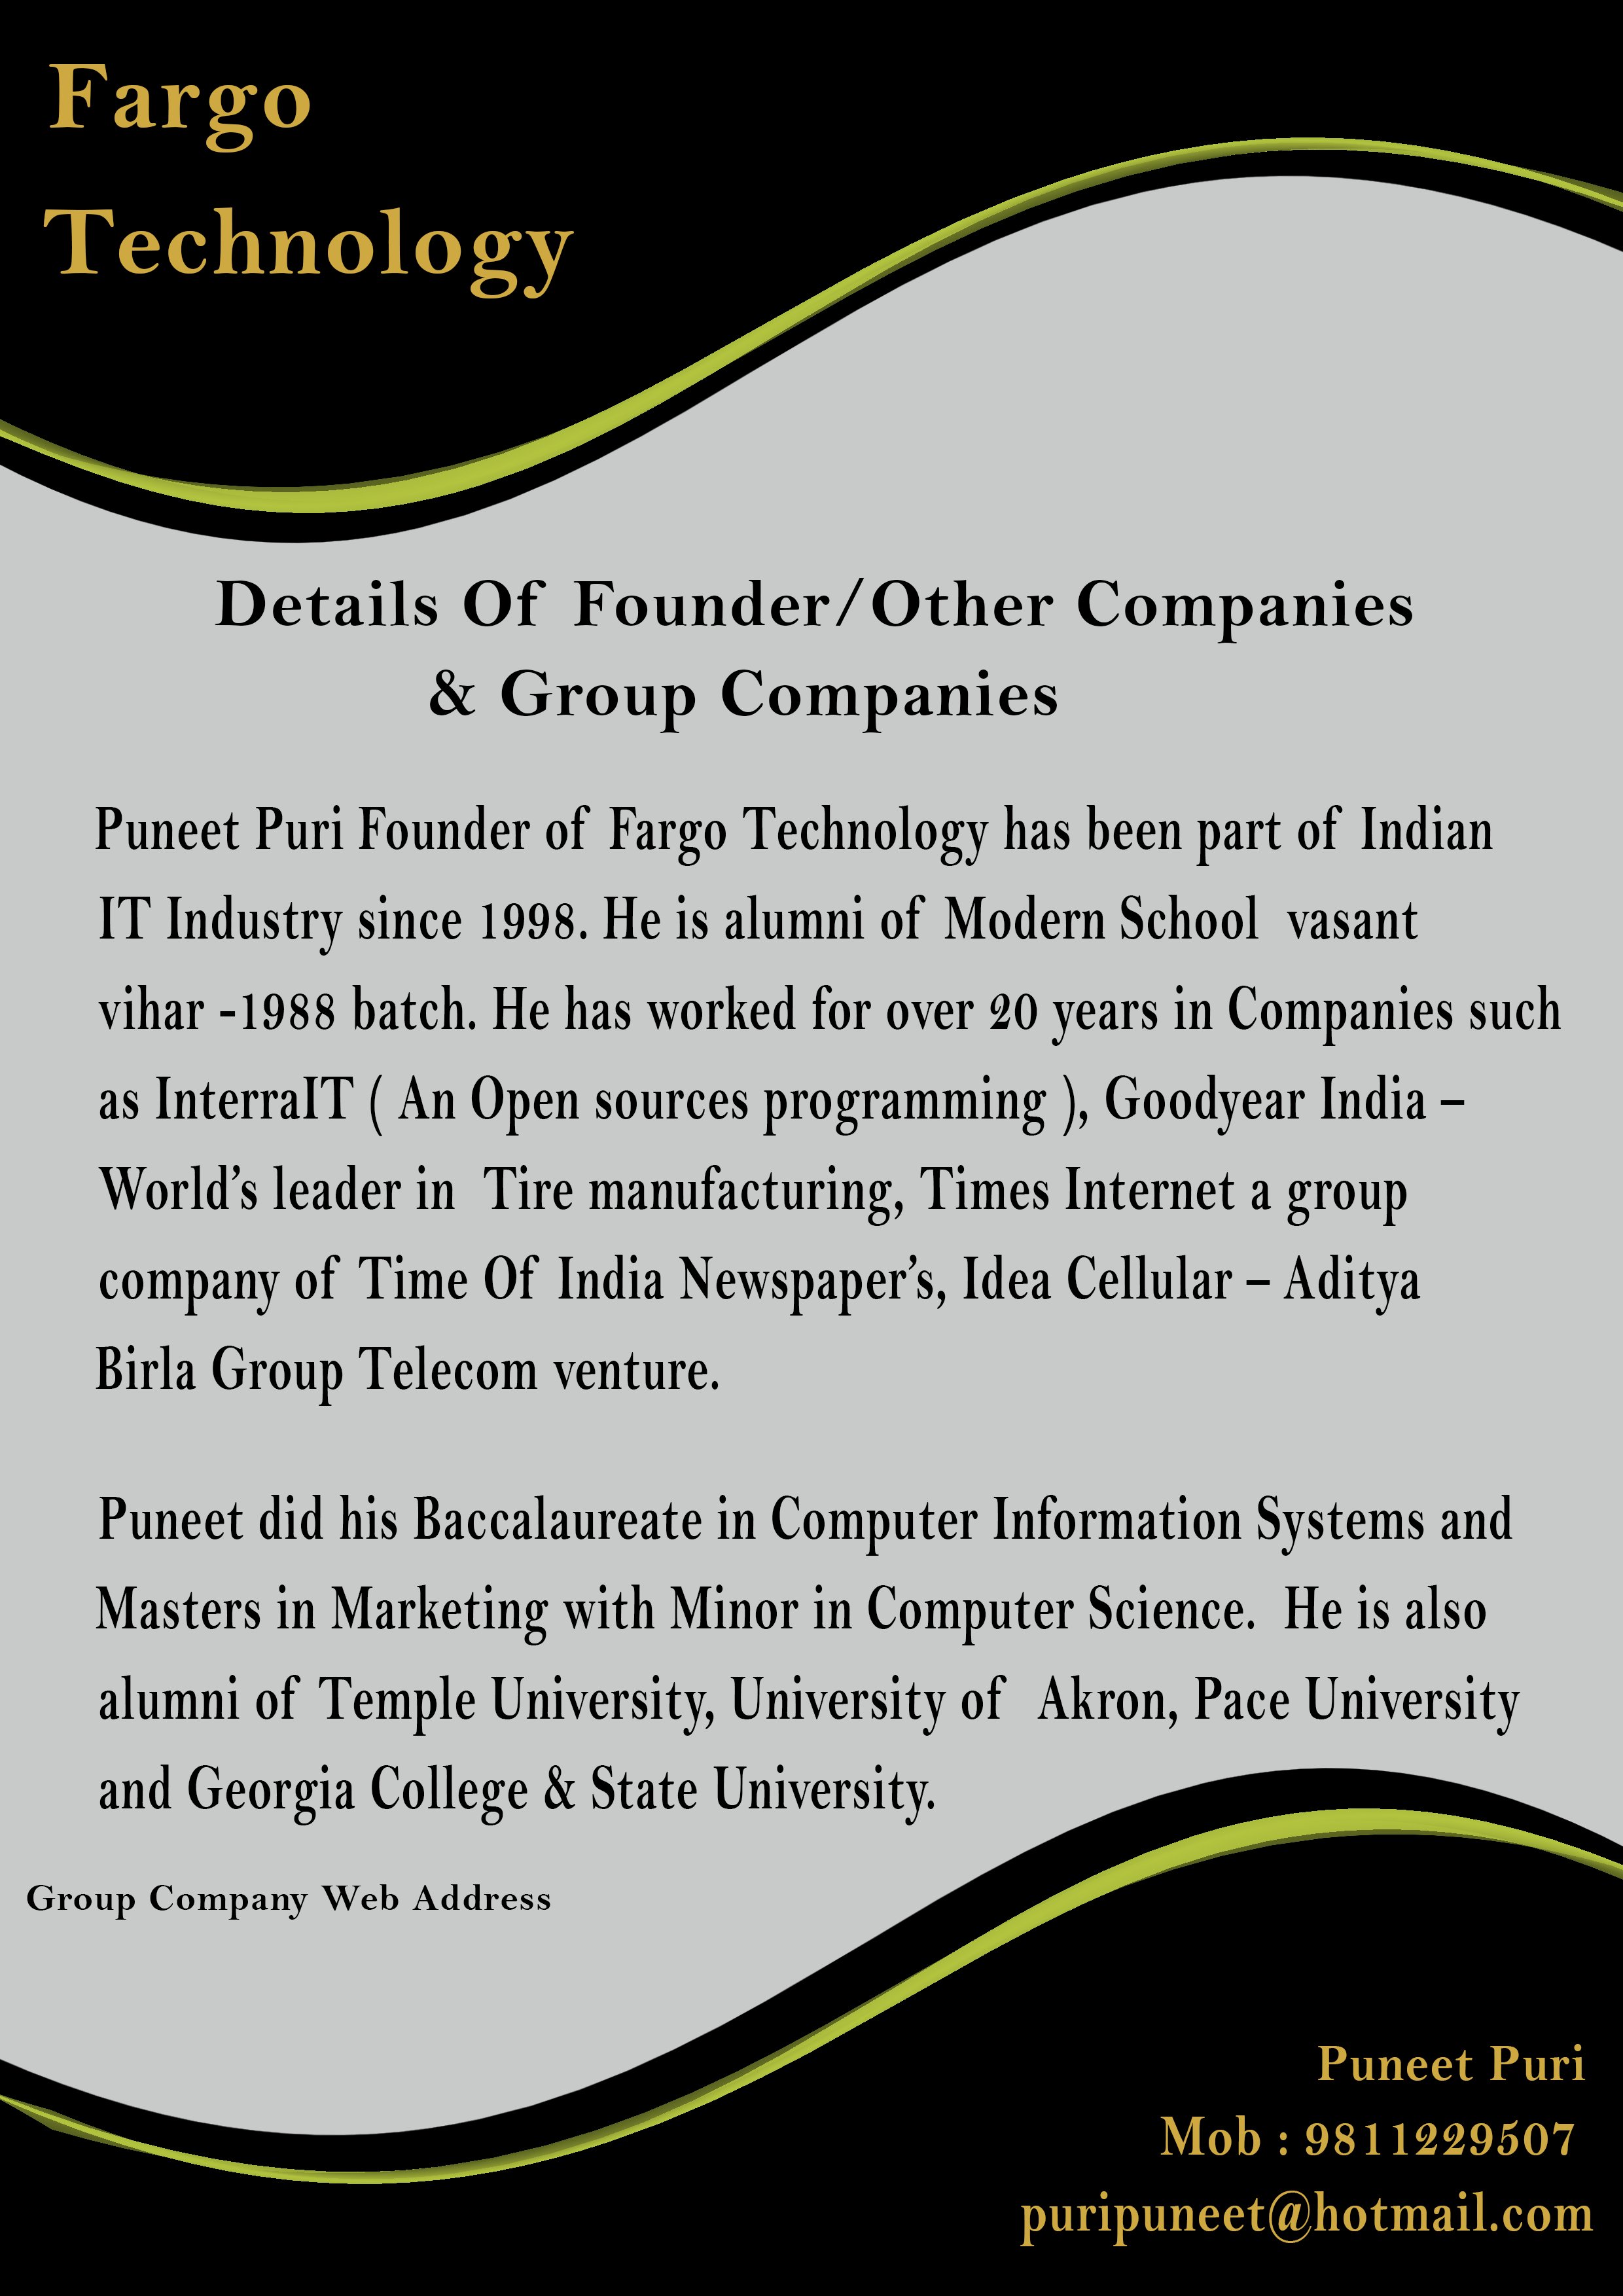 Fargo
Technology
Details Of Founder/Other Companies
& Group Companies
Puneet Puri Founder of Fargo Technology has been part of Indian
IT Industry since 1998. He is alumni of Modern School vasant
vihar -1988 batch. He has worked for over 20 years in Companies such
as InterraIT ( An Open sources programming ), Goodyear India –
World’s leader in Tire manufacturing, Times Internet a group
company of Time Of India Newspaper’s, Idea Cellular – Aditya
Birla Group Telecom venture.
Puneet did his Baccalaureate in Computer Information Systems and
Masters in Marketing with Minor in Computer Science. He is also
alumni of Temple University, University of Akron, Pace University
and Georgia College & State University.
Group Company Web Address
Puneet Puri
Mob : 9811229507
puripuneet@hotmail.com